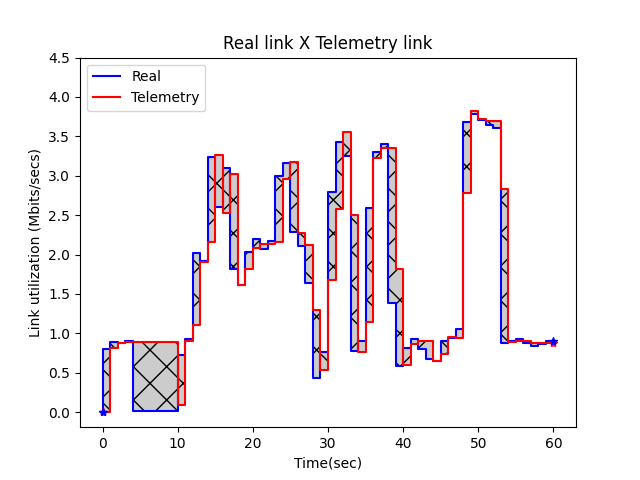 Real link X Telemetry link
Real
Telemetry
Link utilization (Mbits/secs)
4.5
4.0
3.5
3.0
2.5
2.0
1.5
1.0
0.5
0.0
0 10 20 30 40 50 60
Time(sec)